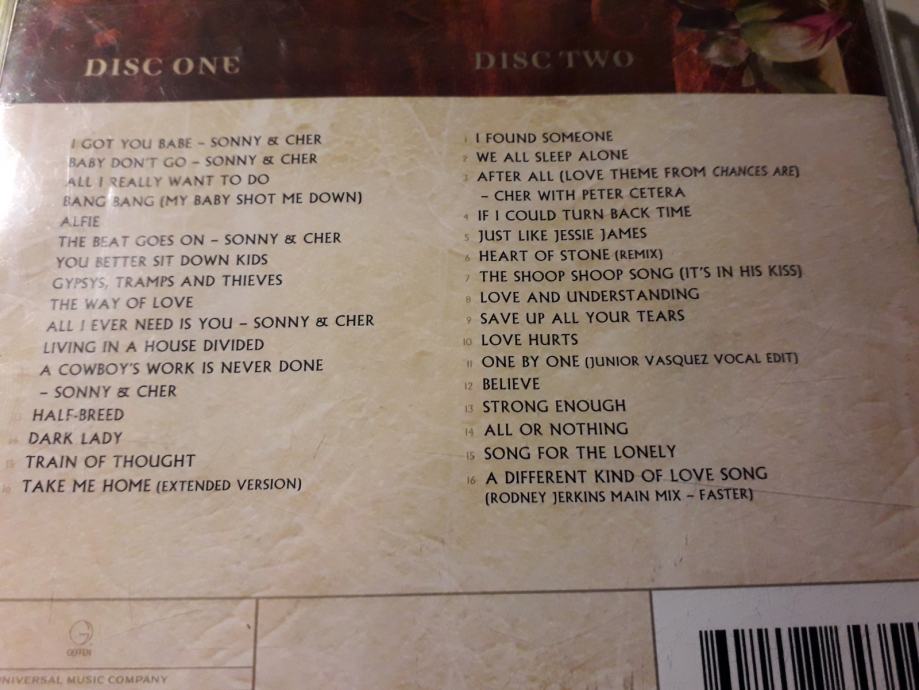 DISC ONE
I GOT YOU BABE – SONNY & CHER
BABY DON'T GO – SONNY & CHER
ALL I REALLY WANT TO DO
BANG BANG (MY BABY SHOT ME DOWN)
ALFIE
THE BEAT GOES ON – SONNY & CHER
YOU BETTER SIT DOWN KIDS
GYPSYS, TRAMPS AND THIEVES
THE WAY OF LOVE
ALL I EVER NEED IS YOU – SONNY & CHER
LIVING IN A HOUSE DIVIDED
A COWBOY'S WORK IS NEVER DONE
– SONNY & CHER
13 HALF-BREED
14 DARK LADY
15 TRAIN OF THOUGHT
16 TAKE ME HOME (EXTENDED VERSION)
DISC TWO
1 I FOUND SOMEONE
2 WE ALL SLEEP ALONE
3 AFTER ALL (LOVE THEME FROM CHANCES ARE)
– CHER WITH PETER CETERA
4 IF I COULD TURN BACK TIME
5 JUST LIKE JESSIE JAMES
6 HEART OF STONE (REMIX)
7 THE SHOOP SHOOP SONG (IT'S IN HIS KISS)
8 LOVE AND UNDERSTANDING
9 SAVE UP ALL YOUR TEARS
10 LOVE HURTS
11 ONE BY ONE (JUNIOR VASQUEZ VOCAL EDIT)
12 BELIEVE
13 STRONG ENOUGH
14 ALL OR NOTHING
15 SONG FOR THE LONELY
16 A DIFFERENT KIND OF LOVE SONG
(RODNEY JERKINS MAIN MIX – FASTER)
GEFFEN
UNIVERSAL MUSIC COMPANY